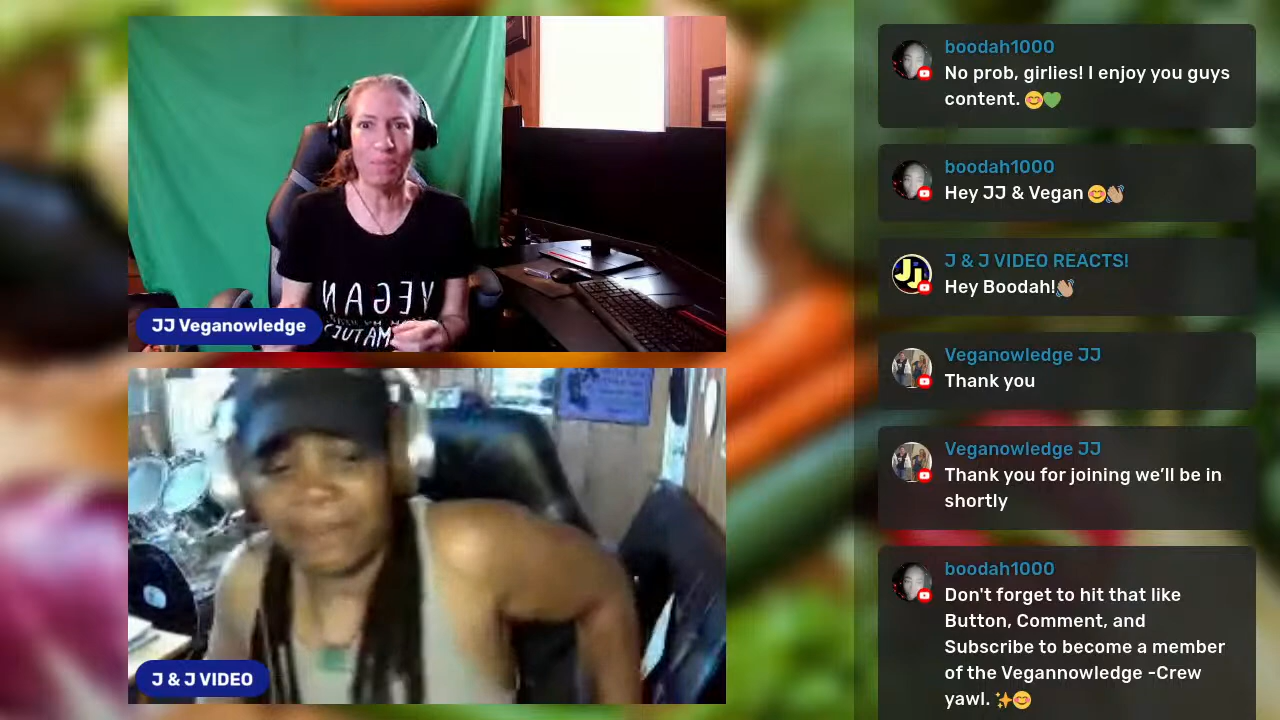 VEGAN
JJ Veganowledge
J & J VIDEO
boodah1000
No prob, girlies! I enjoy you guys
content. 😊💚
boodah1000
Hey JJ & Vegan 😊👋🏼
J & J VIDEO REACTS!
Hey Boodah!👋🏼
Veganowledge JJ
Thank you
Veganowledge JJ
Thank you for joining we’ll be in
shortly
boodah1000
Don't forget to hit that like
Button, Comment, and
Subscribe to become a member
of the Vegannowledge -Crew
yawl. ✨😊